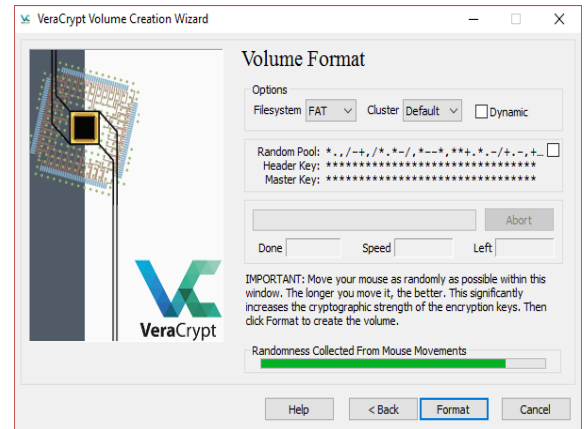 VeraCrypt Volume Creation Wizard
Volume Format
Options
Filesystem FAT Cluster Default Dynamic
Random Pool: *.,/-+,/*.*-/,*--*,**+.*.-/+.-,+...
Header Key: ********************************
Master Key: ********************************
Abort
Done Speed Left
IMPORTANT: Move your mouse as randomly as possible within this
window. The longer you move it, the better. This significantly
increases the cryptographic strength of the encryption keys. Then
click Format to create the volume.
VeraCrypt
Randomness Collected From Mouse Movements
Help < Back Format Cancel